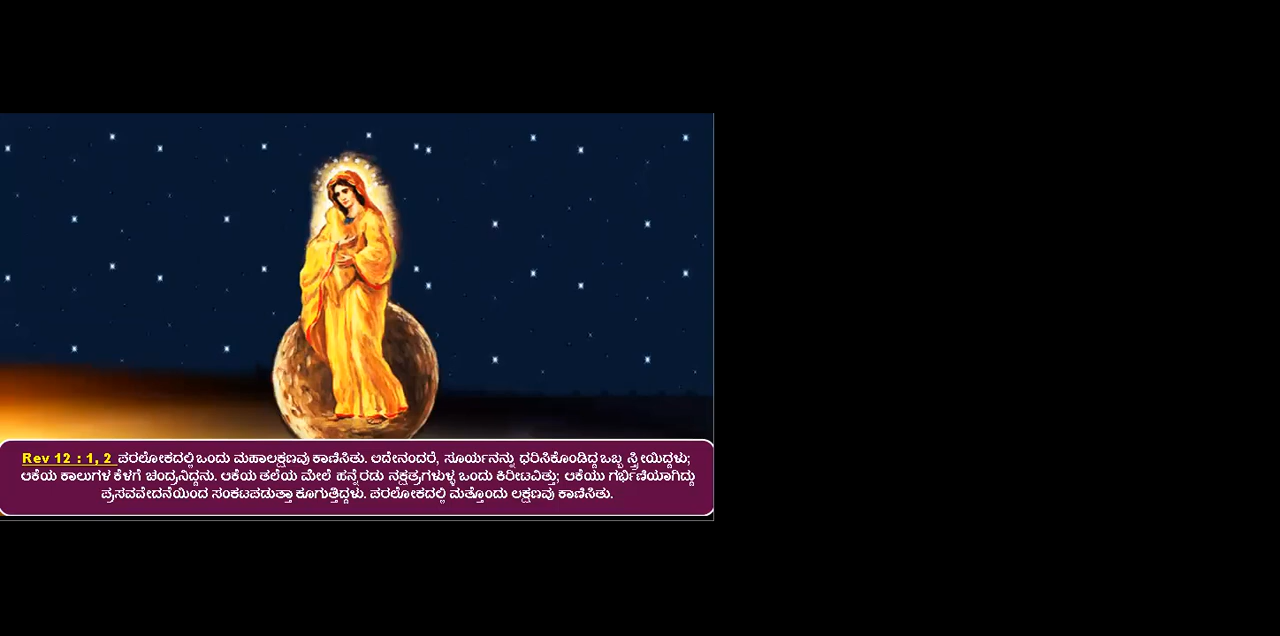 Rev 12 : 1, 2 ಪರಲೋಕದಲ್ಲಿ ಒಂದು ಮಹಾಲಕ್ಷಣವು ಕಾಣಿಸಿತು. ಅದೇನಂದರೆ, ಸೂರ್ಯನನ್ನು ಧರಿಸಿಕೊಂಡಿದ್ದ ಒಬ್ಬ ಸ್ತ್ರೀಯಿದ್ದಳು;
ಆಕೆಯ ಕಾಲುಗಳ ಕೆಳಗೆ ಚಂದ್ರನಿದ್ದನು. ಆಕೆಯ ತಲೆಯ ಮೇಲೆ ಹನ್ನೆರಡು ನಕ್ಷತ್ರಗಳುಳ್ಳ ಒಂದು ಕಿರೀಟವಿತ್ತು; ಆಕೆಯು ಗರ್ಭಿಣಿಯಾಗಿದ್ದು
ಪ್ರಸವವೇದನೆಯಿಂದ ಸಂಕಟಪಡುತ್ತಾ ಕೂಗುತ್ತಿದ್ದಳು. ಪರಲೋಕದಲ್ಲಿ ಮತ್ತೊಂದು ಲಕ್ಷಣವು ಕಾಣಿಸಿತು.